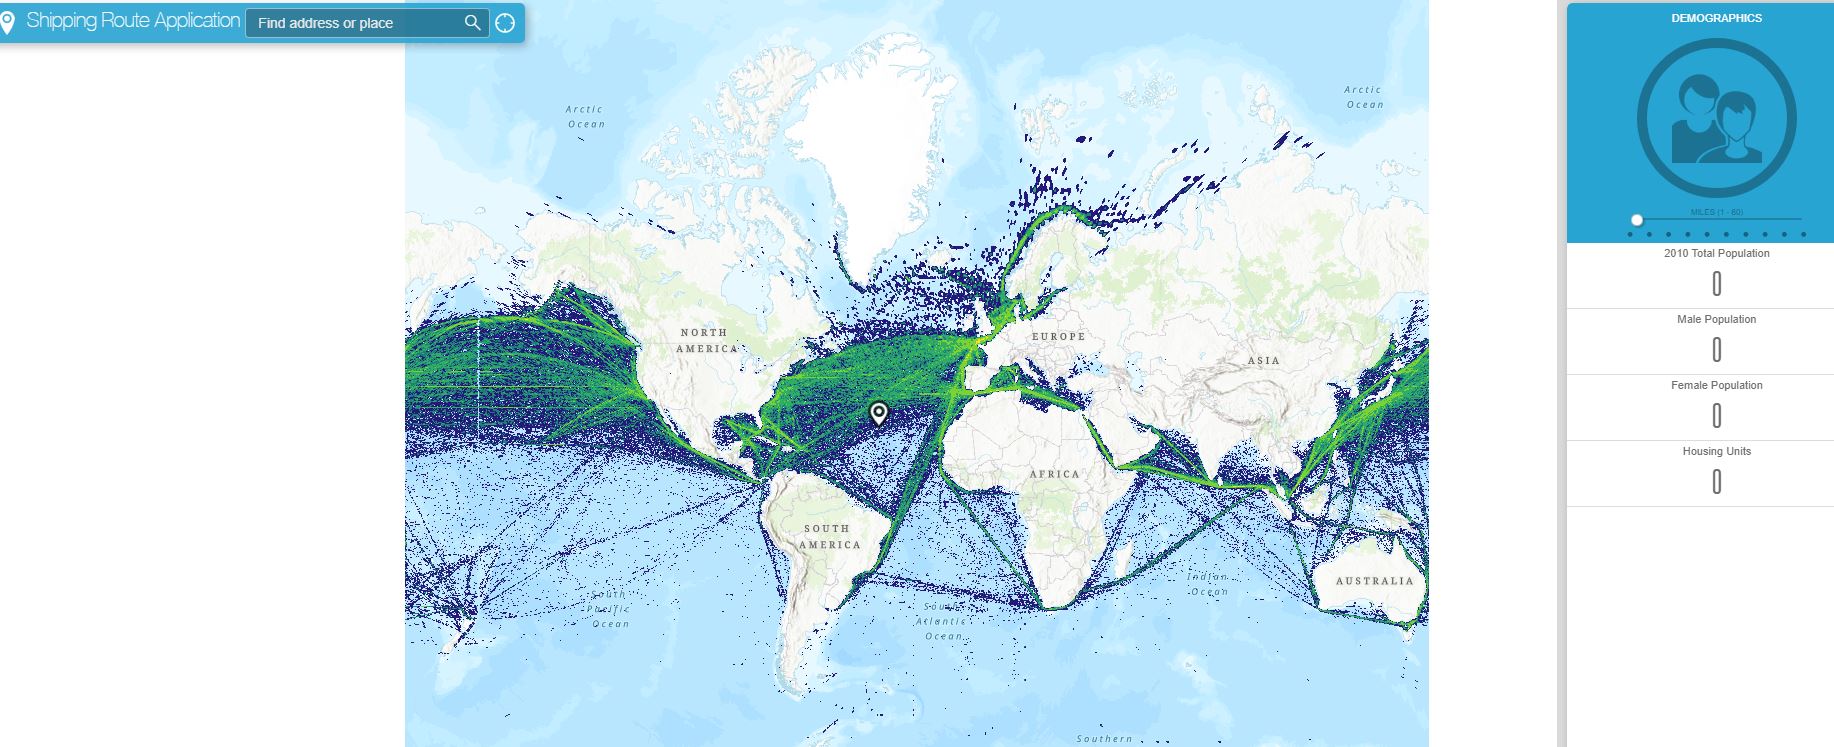 Shipping Route Application
Find address or place
DEMOGRAPHICS
MILES (1 - 60)
2010 Total Population
0
Male Population
0
Female Population
0
Housing Units
0
Arctic
Ocean
Arctic
Ocean
NORTH
AMERICA
EUROPE
ASIA
AFRICA
SOUTH
AMERICA
AUSTRALIA
Indian
Ocean
South
Pacific
Ocean
South
Atlantic
Ocean
Southern